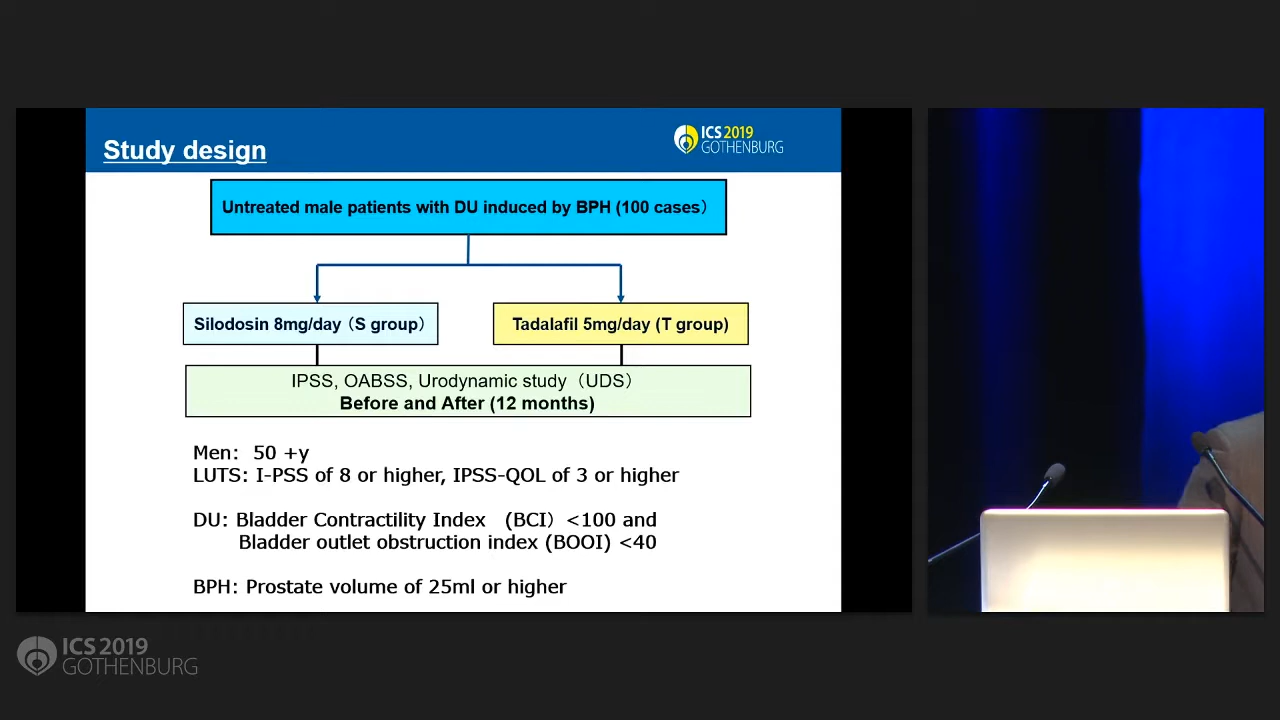 Study design
ICS 2019
GOTHENBURG
Untreated male patients with DU induced by BPH (100 cases）
Silodosin 8mg/day（S group）
Tadalafil 5mg/day (T group)
IPSS, OABSS, Urodynamic study（UDS）
Before and After (12 months)
Men: 50 +y
LUTS: I-PSS of 8 or higher, IPSS-QOL of 3 or higher
DU: Bladder Contractility Index （BCI）<100 and
Bladder outlet obstruction index (BOOI) <40
BPH: Prostate volume of 25ml or higher
ICS 2019
GOTHENBURG